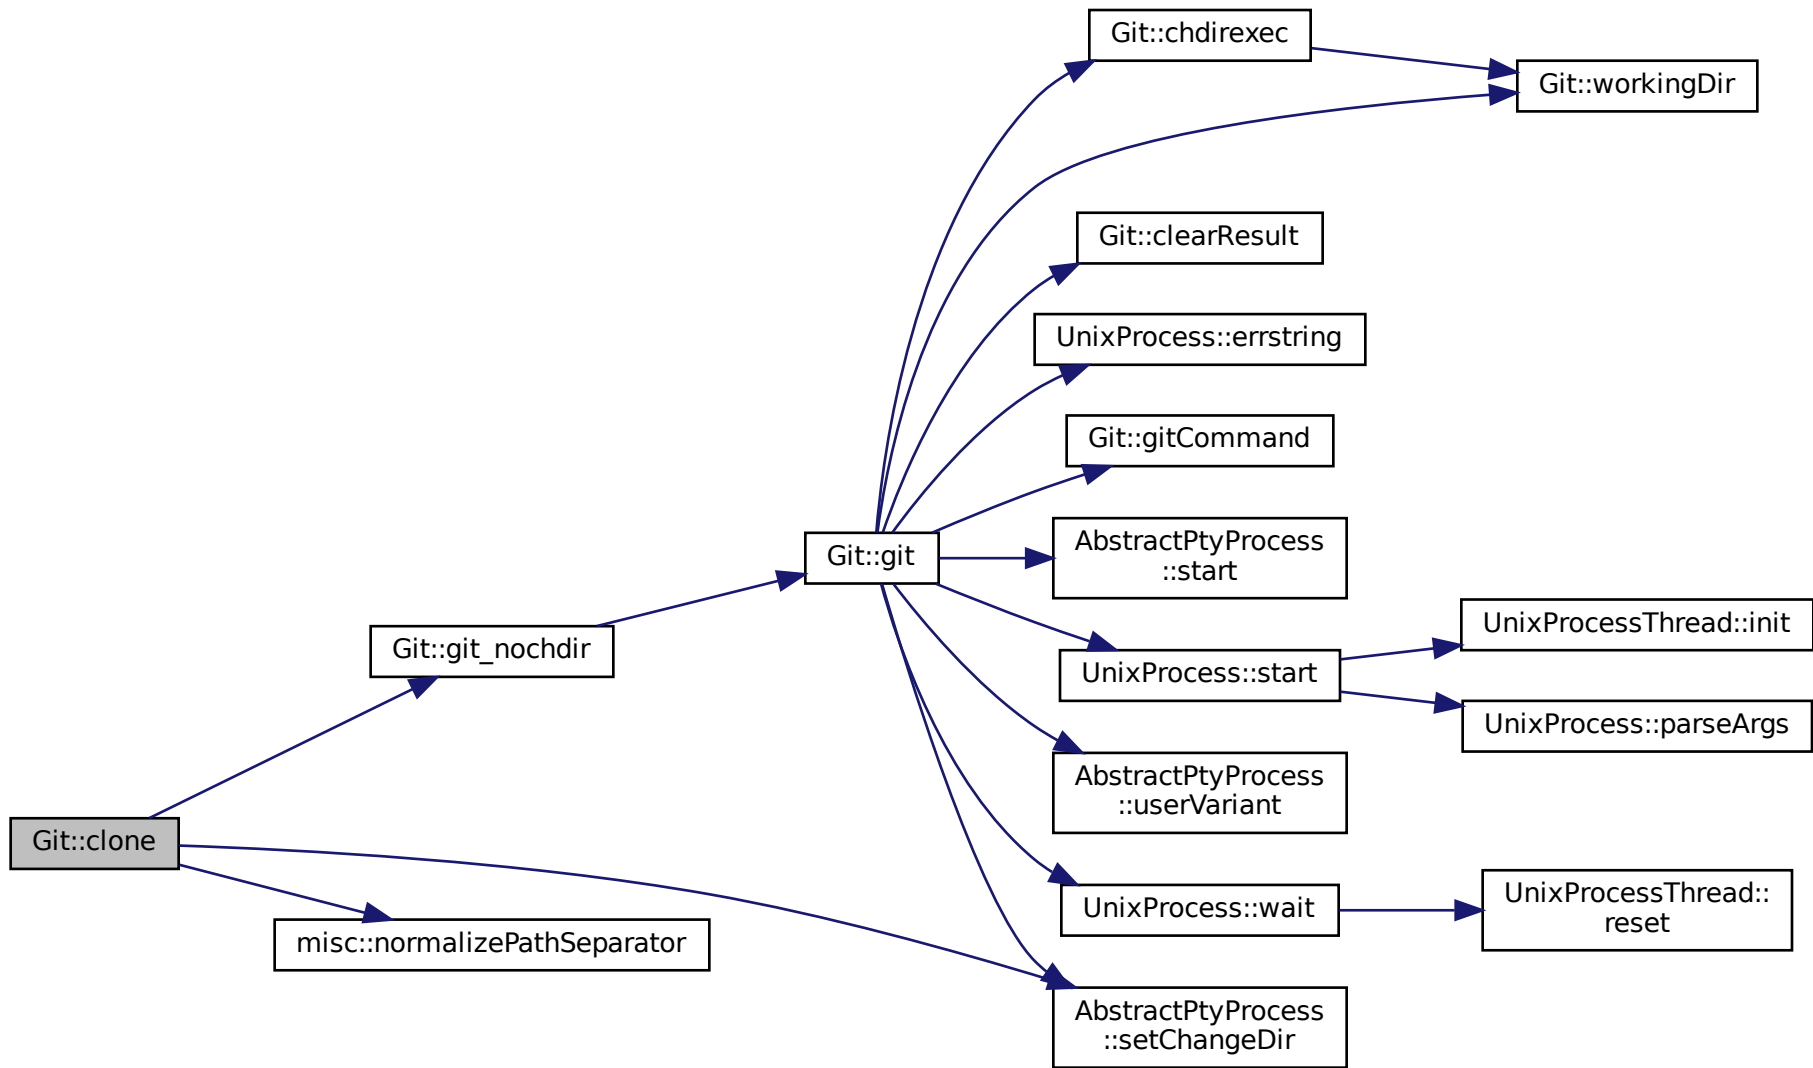 Git::chdirexec
Git::workingDir
Git::clearResult
UnixProcess::errstring
Git::gitCommand
Git::git
AbstractPtyProcess
::start
UnixProcessThread::init
Git::git_nochdir
UnixProcess::start
UnixProcess::parseArgs
AbstractPtyProcess
::userVariant
Git::clone
UnixProcess::wait
UnixProcessThread::
reset
misc::normalizePathSeparator
AbstractPtyProcess
::setChangeDir